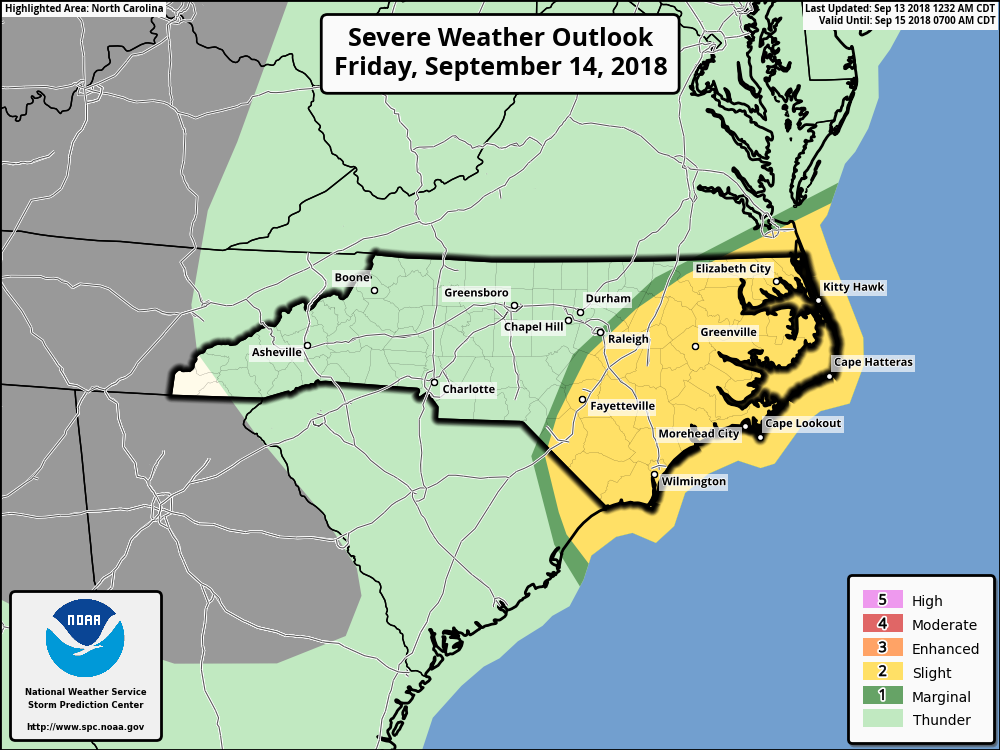 Highlighted Area: North Carolina
Last Updated: Sep 13 2018 1232 AM CDT
Valid Until: Sep 15 2018 0700 AM CDT
Severe Weather Outlook
Friday, September 14, 2018
Elizabeth City
Boone
Kitty Hawk
Greensboro
Durham
Chapel Hill
Greenville
Raleigh
Asheville
Cape Hatteras
Charlotte
Fayetteville
Cape Lookout
Morehead City
Wilmington
NOAA
National Weather Service
Storm Prediction Center
http://www.spc.noaa.gov
5 High
4 Moderate
3 Enhanced
2 Slight
1 Marginal
Thunder